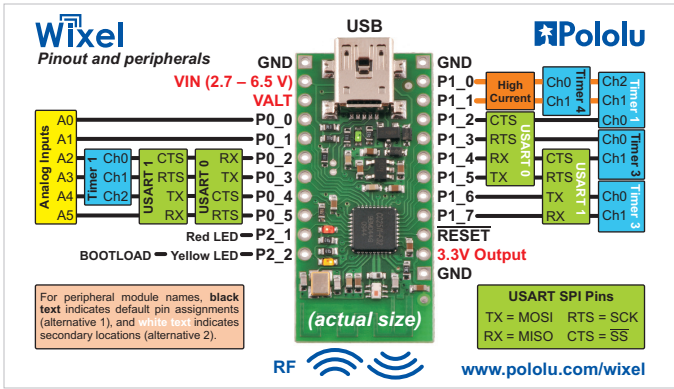 Wixel
Pinout and peripherals
USB
Pololu
GND
VIN (2.7 – 6.5 V)
VALT
P0_0
P0_1
P0_2
P0_3
P0_4
P0_5
Red LED P2_1
BOOTLOAD Yellow LED P2_2
Analog Inputs
A0
A1
A2
A3
A4
A5
Timer 1
Ch0
Ch1
Ch2
USART 1
CTS
RTS
TX
RX
USART 0
RX
TX
CTS
RTS
GND
P1_0
P1_1
P1_2
P1_3
P1_4
P1_5
P1_6
P1_7
RESET
3.3V Output
GND
High
Current
Ch0
Ch1
Timer 4
Ch2
Ch1
Ch0
Timer 1
CTS
RTS
RX
TX
USART 0
Ch0
Ch1
Timer 3
CTS
RTS
TX
RX
USART 1
Ch0
Ch1
Timer 3
For peripheral module names, black
text indicates default pin assignments
(alternative 1), and white text indicates
secondary locations (alternative 2).
(actual size)
RF
USART SPI Pins
TX = MOSI RTS = SCK
RX = MISO CTS = SS
www.pololu.com/wixel